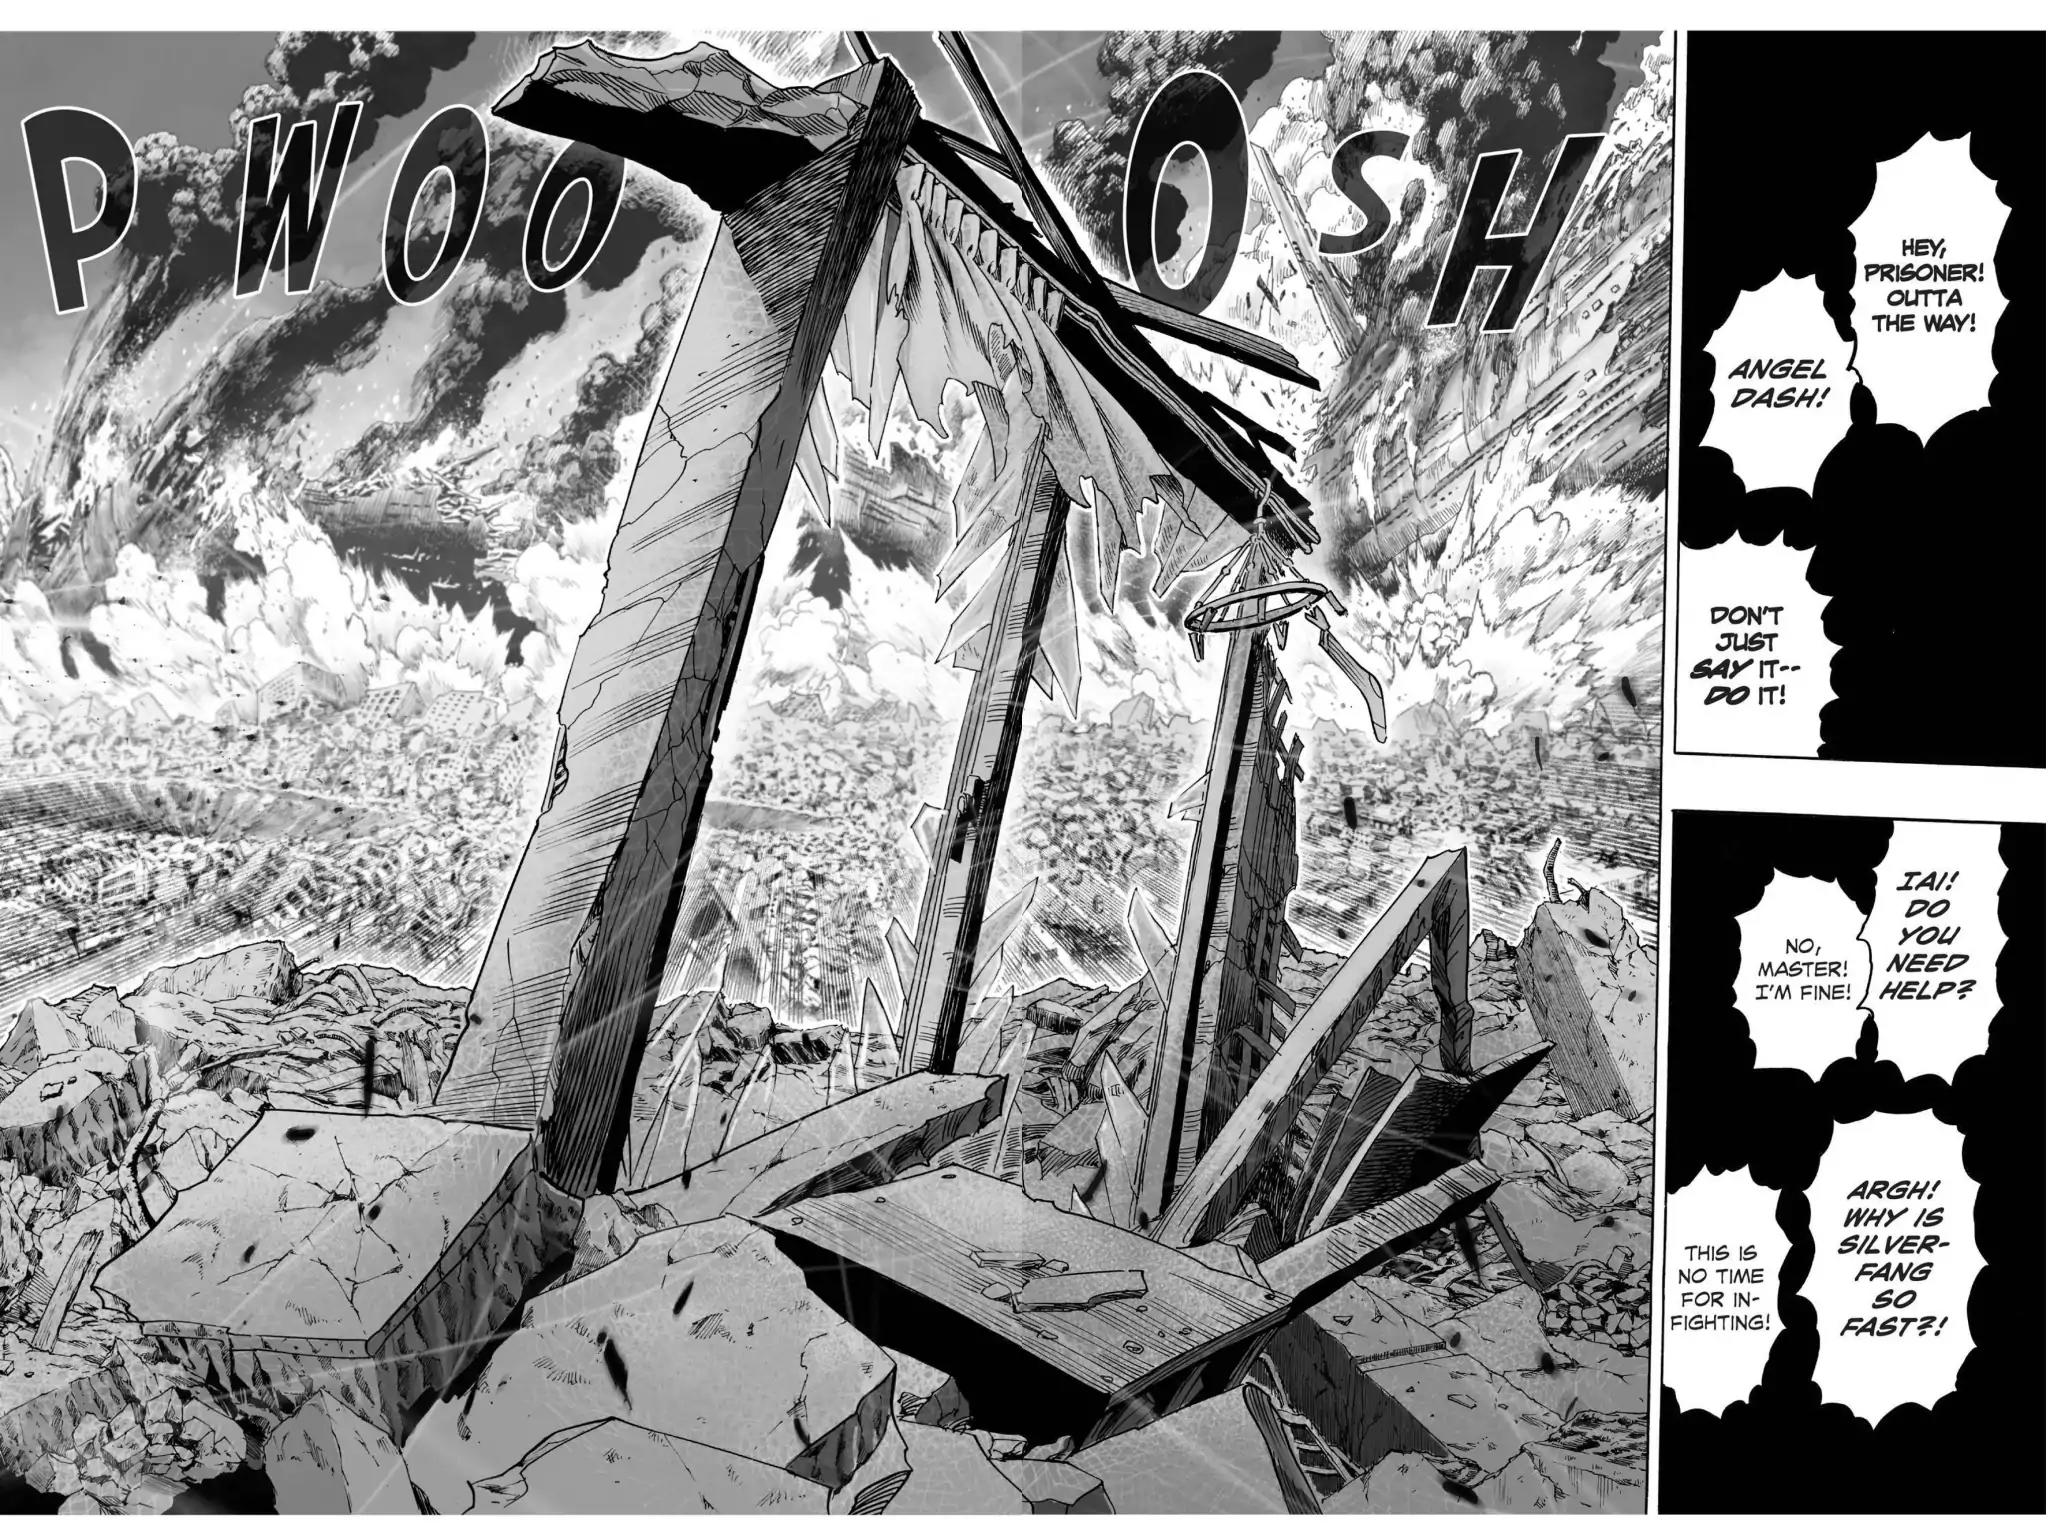 HEY,
PRISONER!
OUTTA
THE WAY!
ANGEL
DASH!
DON'T
JUST
SAY IT--
DO IT!
IAI!
DO
YOU
NEED
HELP?
NO,
MASTER!
I'M FINE!
ARGH!
WHY IS
SILVER-
FANG
SO
FAST?!
THIS IS
NO TIME
FOR IN-
FIGHTING!
PWOOOSH